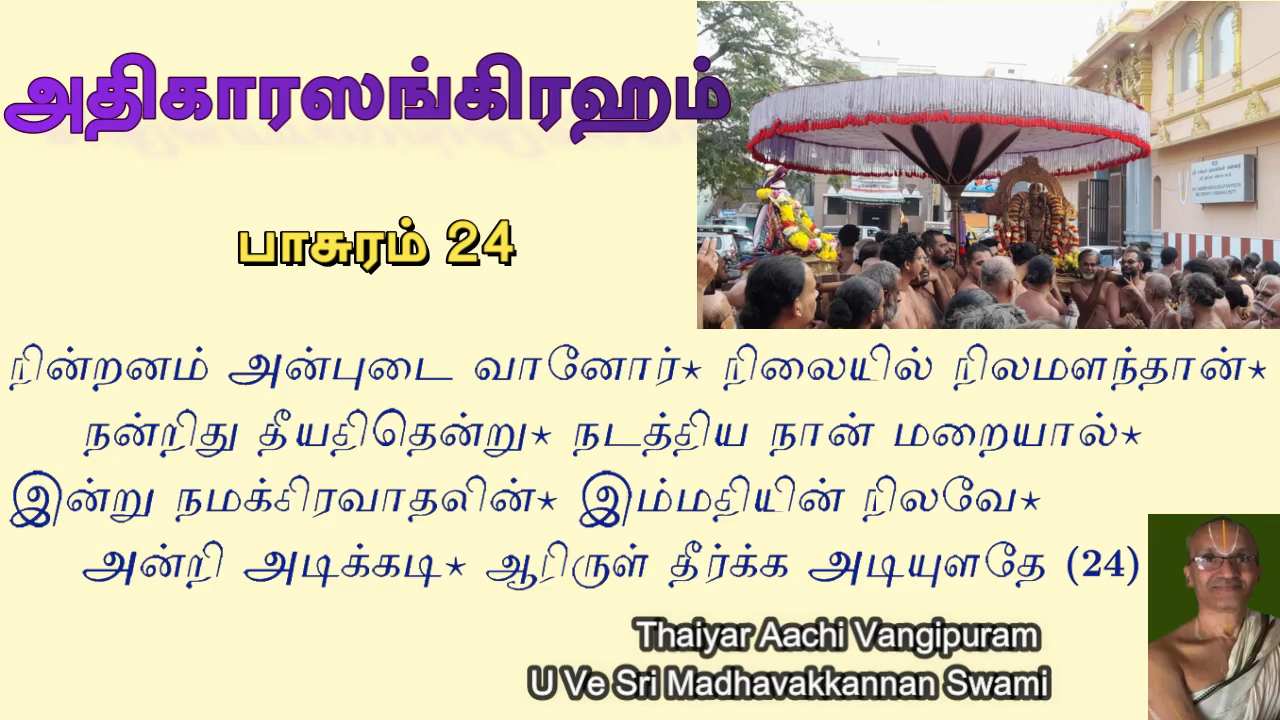 அதிகாரஸங்கிரஹம்
பாசுரம் 24
நின்றனம் அன்புடை வானோர்⋆ நிலையில் நிலமளந்தான்⋆
நன்றிது தீயதிதென்று⋆ நடத்திய நான் மறையால்⋆
இன்று நமக்கிரவாதலின்⋆ இம்மதியின் நிலவே⋆
அன்றி அடிக்கடி⋆ ஆரிருள் தீர்க்க அடியுளதே (24)
Thaiyar Aachi Vangipuram
U Ve Sri Madhavakkannan Swami